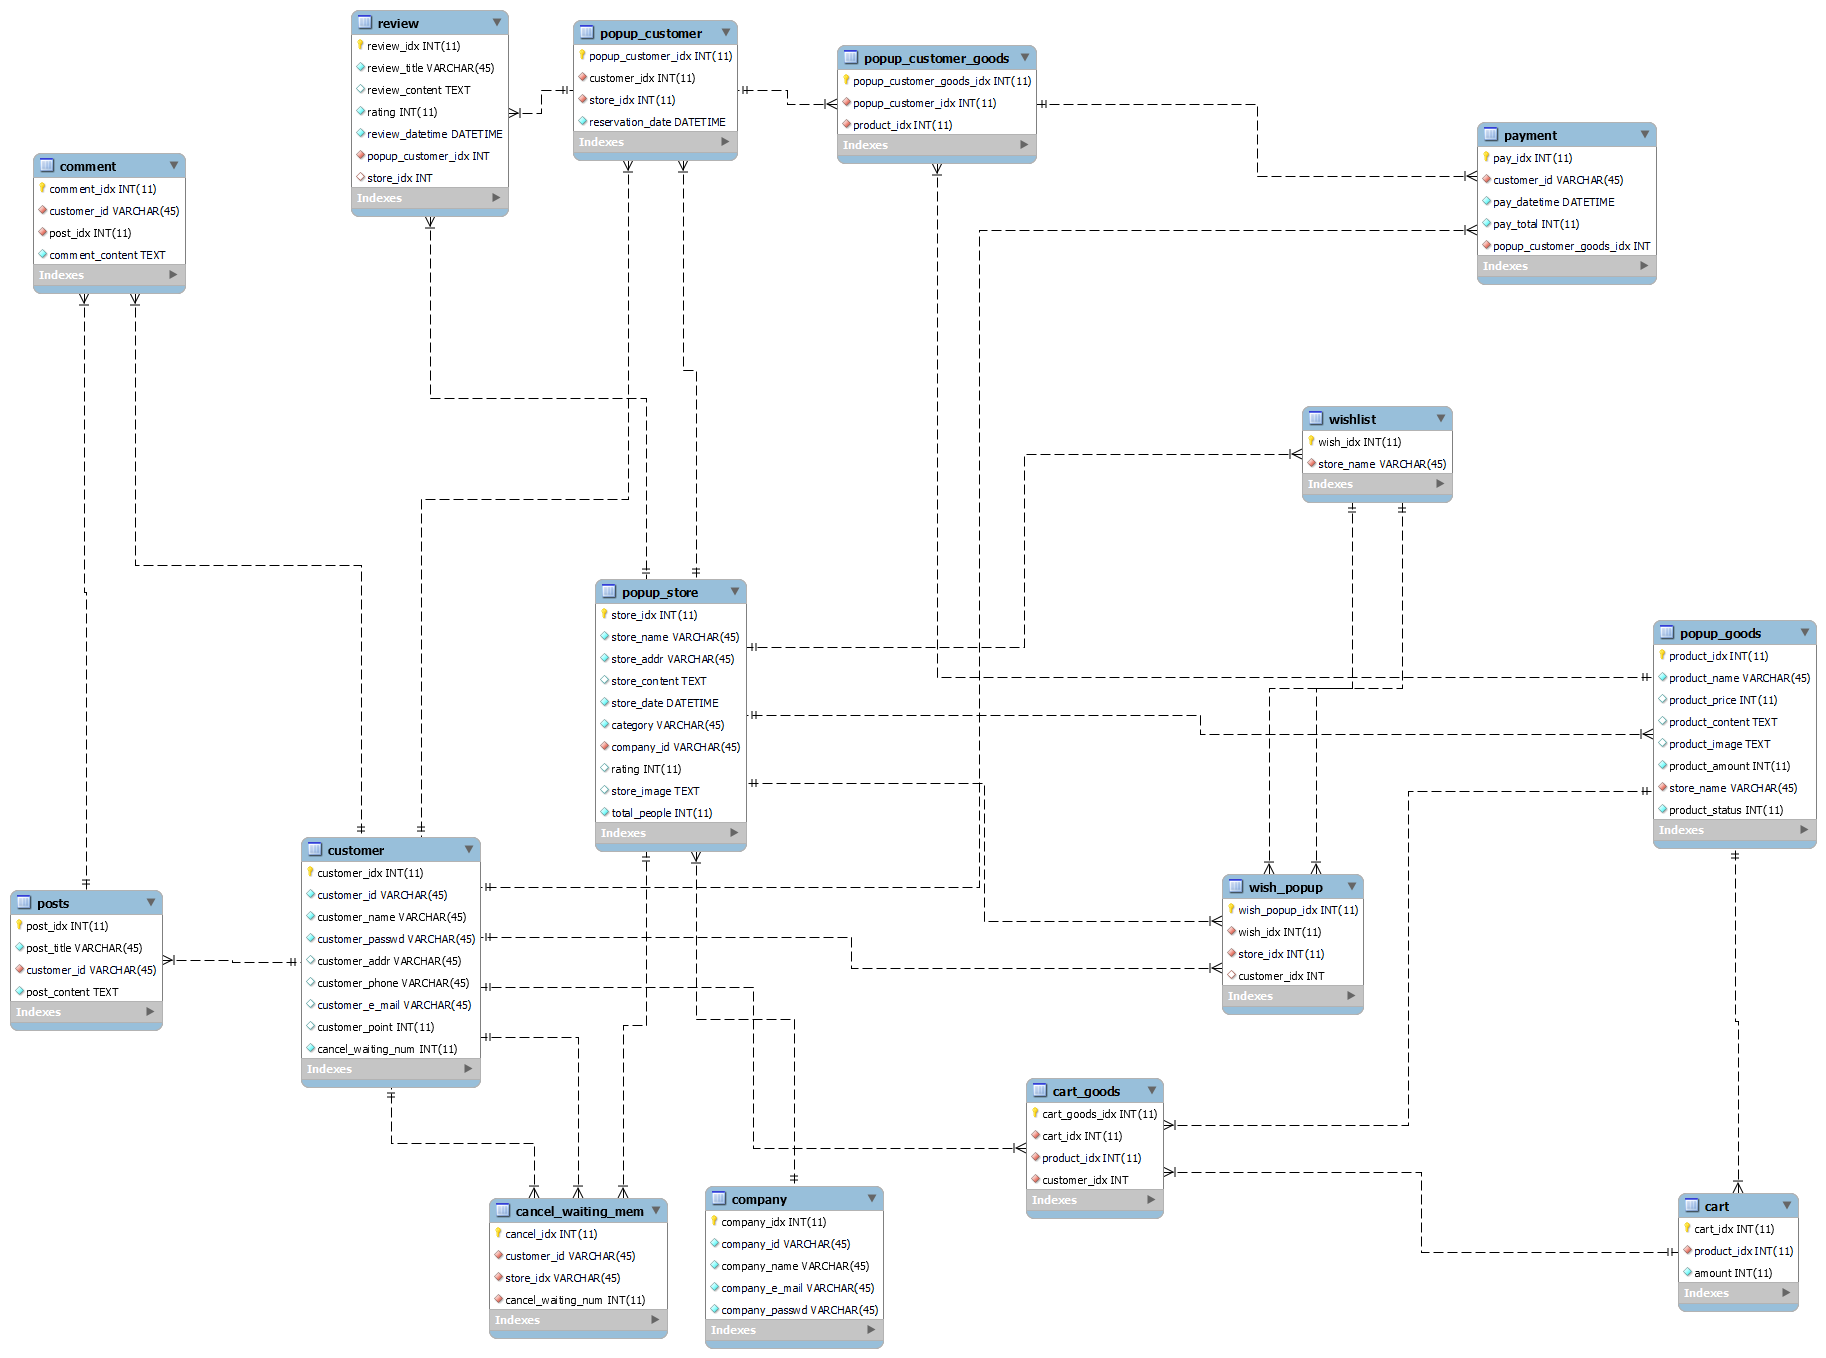 review
review_idx INT(11)
review_title VARCHAR(45)
review_content TEXT
rating INT(11)
review_datetime DATETIME
popup_customer_idx INT
store_idx INT
Indexes
popup_customer
popup_customer_idx INT(11)
customer_idx INT(11)
store_idx INT(11)
reservation_date DATETIME
Indexes
popup_customer_goods
popup_customer_goods_idx INT(11)
popup_customer_idx INT(11)
product_idx INT(11)
Indexes
payment
pay_idx INT(11)
customer_id VARCHAR(45)
pay_datetime DATETIME
pay_total INT(11)
popup_customer_goods_idx INT
Indexes
comment
comment_idx INT(11)
customer_id VARCHAR(45)
post_idx INT(11)
comment_content TEXT
Indexes
wishlist
wish_idx INT(11)
store_name VARCHAR(45)
Indexes
popup_store
store_idx INT(11)
store_name VARCHAR(45)
store_addr VARCHAR(45)
store_content TEXT
store_date DATETIME
category VARCHAR(45)
company_id VARCHAR(45)
rating INT(11)
store_image TEXT
total_people INT(11)
Indexes
popup_goods
product_idx INT(11)
product_name VARCHAR(45)
product_price INT(11)
product_content TEXT
product_image TEXT
product_amount INT(11)
store_name VARCHAR(45)
product_status INT(11)
Indexes
customer
customer_idx INT(11)
customer_id VARCHAR(45)
customer_name VARCHAR(45)
customer_passwd VARCHAR(45)
customer_addr VARCHAR(45)
customer_phone VARCHAR(45)
customer_e_mail VARCHAR(45)
customer_point INT(11)
cancel_waiting_num INT(11)
Indexes
posts
post_idx INT(11)
post_title VARCHAR(45)
customer_id VARCHAR(45)
post_content TEXT
Indexes
wish_popup
wish_popup_idx INT(11)
wish_idx INT(11)
store_idx INT(11)
customer_idx INT
Indexes
cart_goods
cart_goods_idx INT(11)
cart_idx INT(11)
product_idx INT(11)
customer_idx INT
Indexes
cancel_waiting_mem
cancel_idx INT(11)
customer_id VARCHAR(45)
store_idx VARCHAR(45)
cancel_waiting_num INT(11)
Indexes
company
company_idx INT(11)
company_id VARCHAR(45)
company_name VARCHAR(45)
company_e_mail VARCHAR(45)
company_passwd VARCHAR(45)
Indexes
cart
cart_idx INT(11)
product_idx INT(11)
amount INT(11)
Indexes